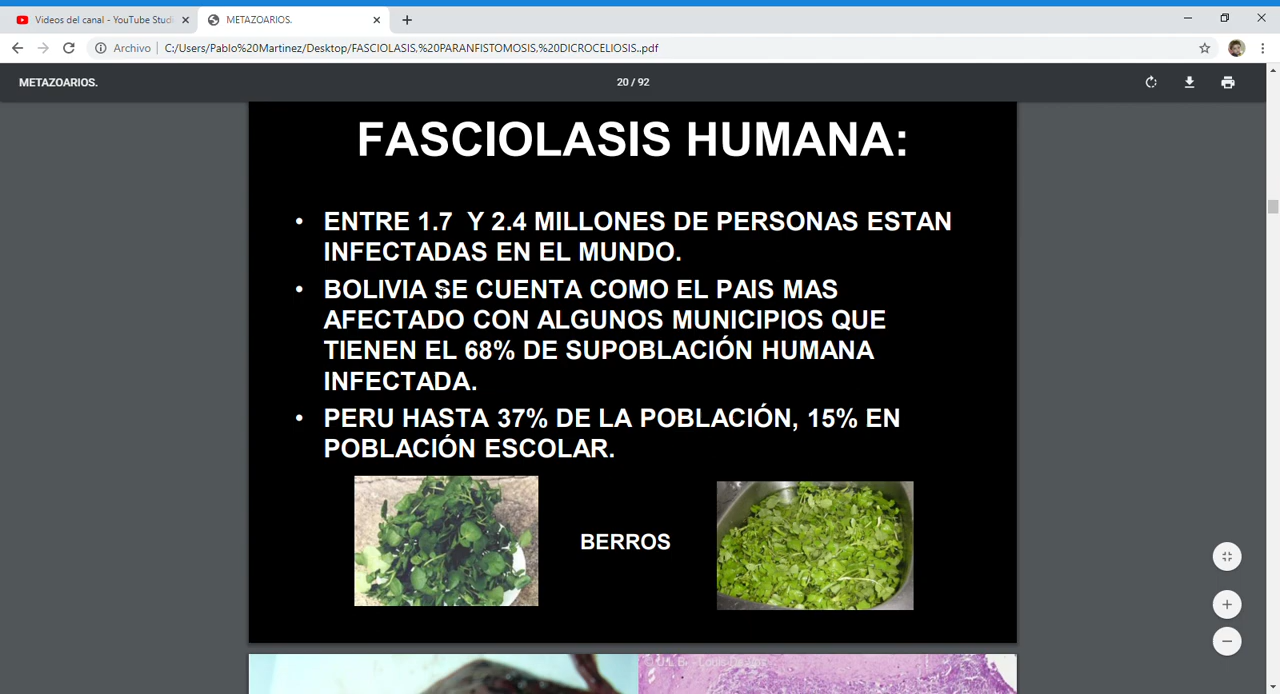 Videos del canal - YouTube Studi
METAZOARIOS.
Archivo
C:/Users/Pablo%20Martinez/Desktop/FASCIOLASIS,%20PARANFISTOMOSIS,%20DICROCELIOSIS..pdf
METAZOARIOS.
20 / 92
FASCIOLASIS HUMANA:
• ENTRE 1.7 Y 2.4 MILLONES DE PERSONAS ESTAN
INFECTADAS EN EL MUNDO.
• BOLIVIA SE CUENTA COMO EL PAIS MAS
AFECTADO CON ALGUNOS MUNICIPIOS QUE
TIENEN EL 68% DE SUPOBLACIÓN HUMANA
INFECTADA.
• PERU HASTA 37% DE LA POBLACIÓN, 15% EN
POBLACIÓN ESCOLAR.
BERROS
© U.L.B. - Louis